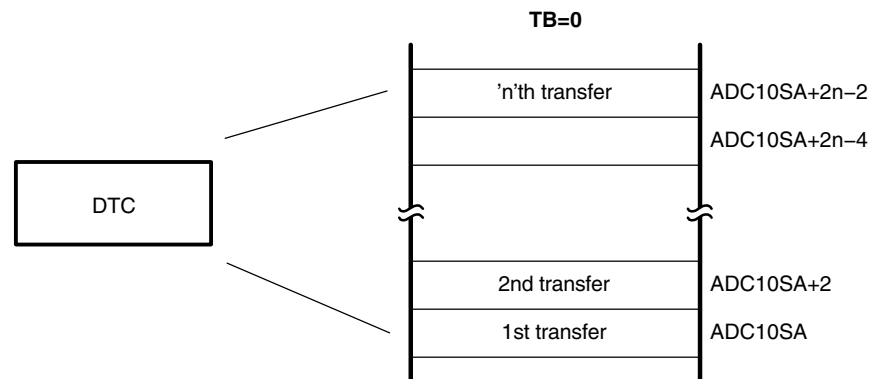 TB=0
’n’th transfer ADC10SA+2n−2
ADC10SA+2n−4
DTC
2nd transfer ADC10SA+2
1st transfer ADC10SA